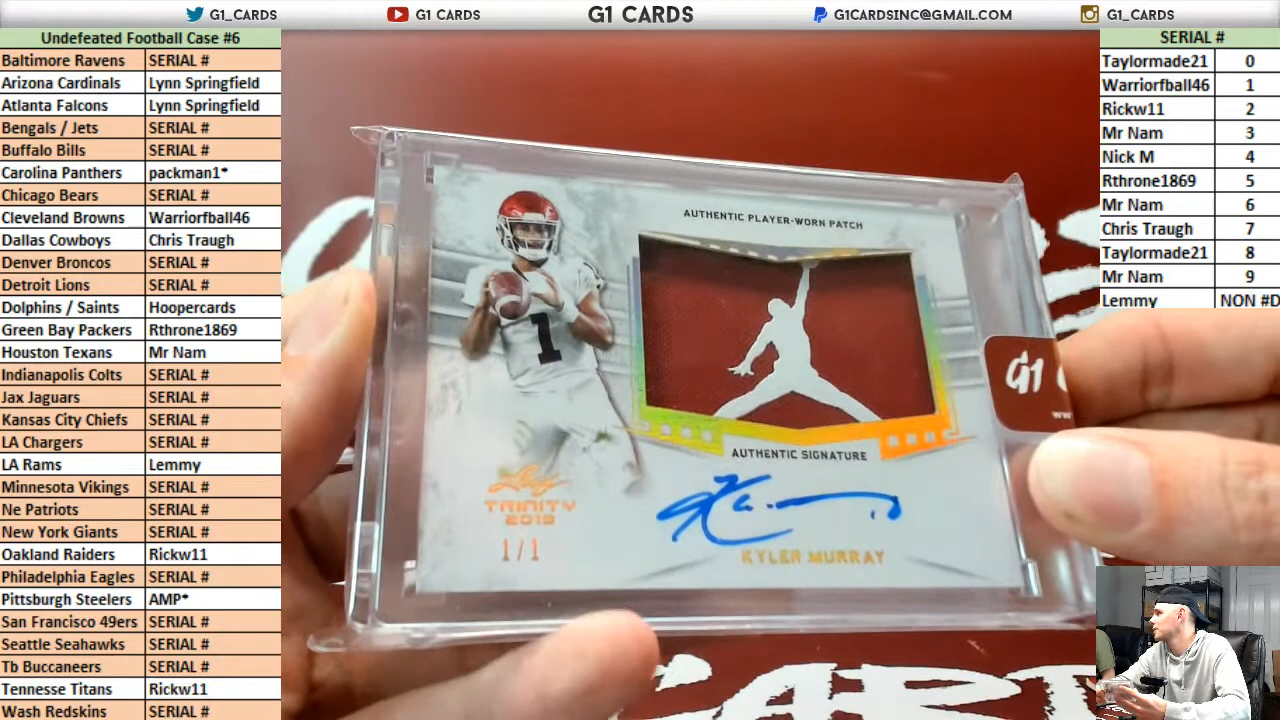 G1_CARDS
G1 CARDS
G1 CARDS
G1CARDSINC@GMAIL.COM
G1_CARDS
Undefeated Football Case #6
Baltimore Ravens SERIAL #
Arizona Cardinals Lynn Springfield
Atlanta Falcons Lynn Springfield
Bengals / Jets SERIAL #
Buffalo Bills SERIAL #
Carolina Panthers packman1*
Chicago Bears SERIAL #
Cleveland Browns Warriorfball46
Dallas Cowboys Chris Traugh
Denver Broncos SERIAL #
Detroit Lions SERIAL #
Dolphins / Saints Hoopercards
Green Bay Packers Rthrone1869
Houston Texans Mr Nam
Indianapolis Colts SERIAL #
Jax Jaguars SERIAL #
Kansas City Chiefs SERIAL #
LA Chargers SERIAL #
LA Rams Lemmy
Minnesota Vikings SERIAL #
Ne Patriots SERIAL #
New York Giants SERIAL #
Oakland Raiders Rickw11
Philadelphia Eagles SERIAL #
Pittsburgh Steelers AMP*
San Francisco 49ers SERIAL #
Seattle Seahawks SERIAL #
Tb Buccaneers SERIAL #
Tennesse Titans Rickw11
Wash Redskins SERIAL #
AUTHENTIC PLAYER-WORN PATCH
1
AUTHENTIC SIGNATURE
Leaf
TRINITY
2019
1/1
KYLER MURRAY
G1
SERIAL #
Taylormade21 0
Warriorfball46 1
Rickw11 2
Mr Nam 3
Nick M 4
Rthrone1869 5
Mr Nam 6
Chris Traugh 7
Taylormade21 8
Mr Nam 9
Lemmy NON #D